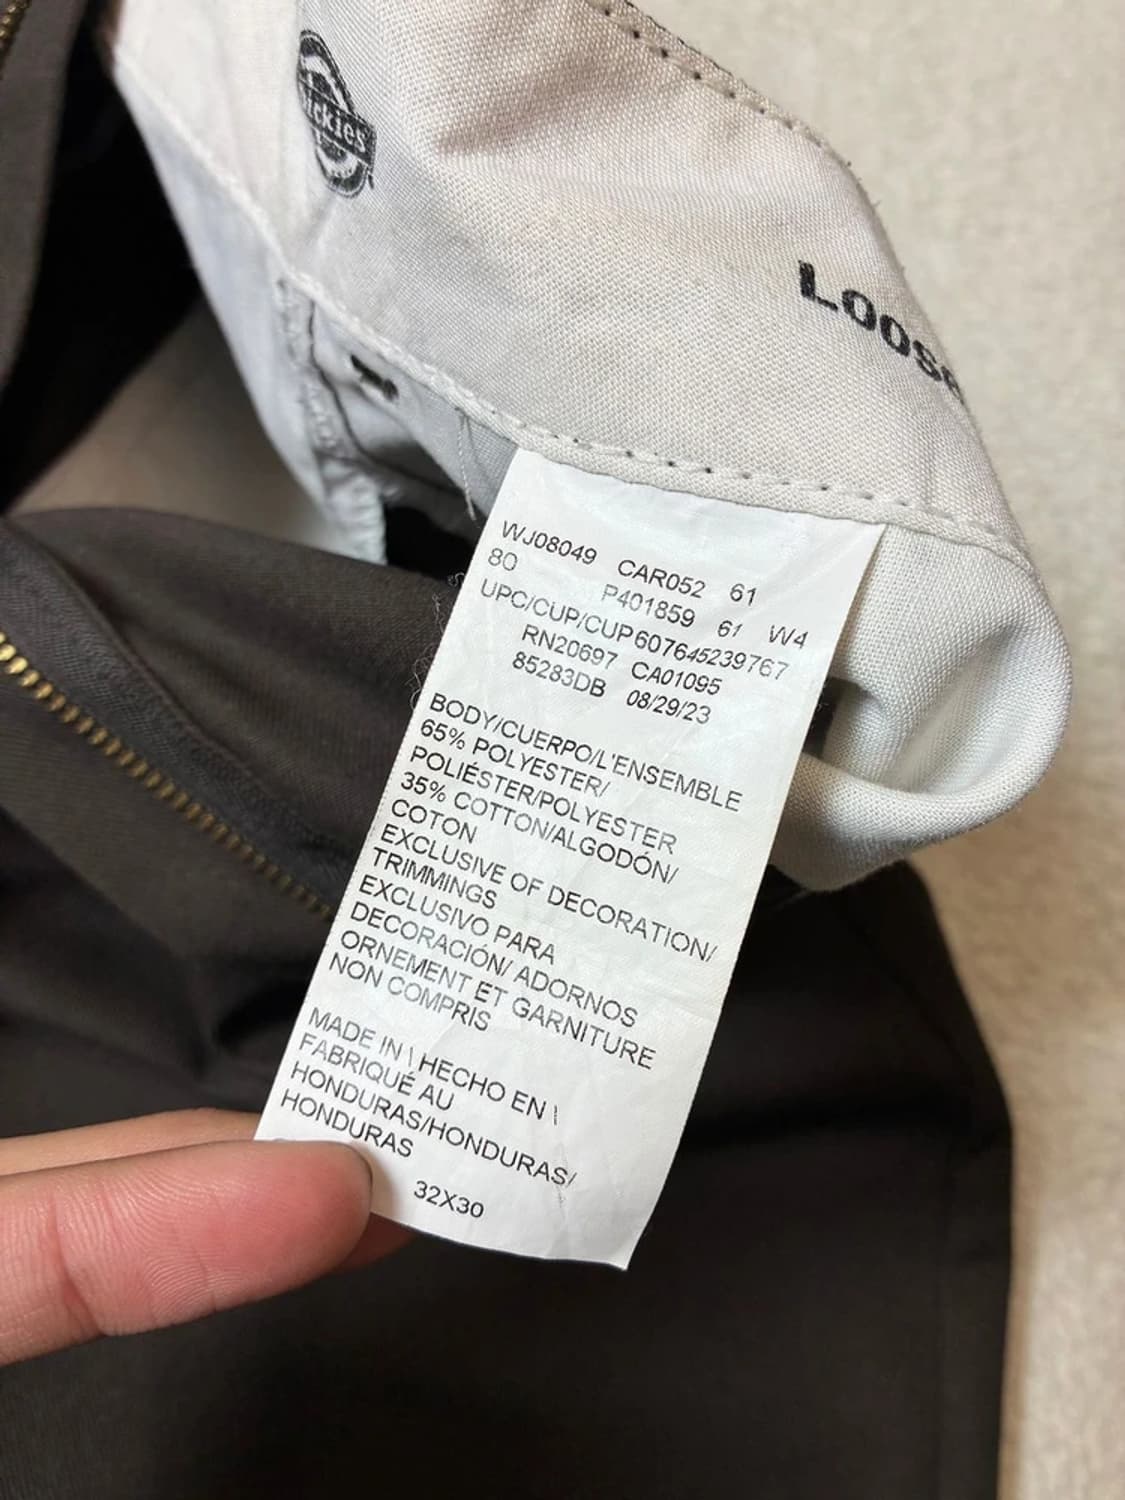 Dickies
Loose
WJ08049 CAR052 61
80 P401859 61 W4
UPC/CUP/CUP607645239767
RN20697 CA01095
85283DB 08/29/23
BODY/CUERPO/L'ENSEMBLE
65% POLYESTER/
POLIÉSTER/POLYESTER
35% COTTON/ALGODÓN/
COTON
EXCLUSIVE OF DECORATION/
TRIMMINGS
EXCLUSIVO PARA
DECORACIÓN/ ADORNOS
ORNEMENT ET GARNITURE
NON COMPRIS
MADE IN \ HECHO EN \
FABRIQUÉ AU
HONDURAS/HONDURAS/
HONDURAS
32X30